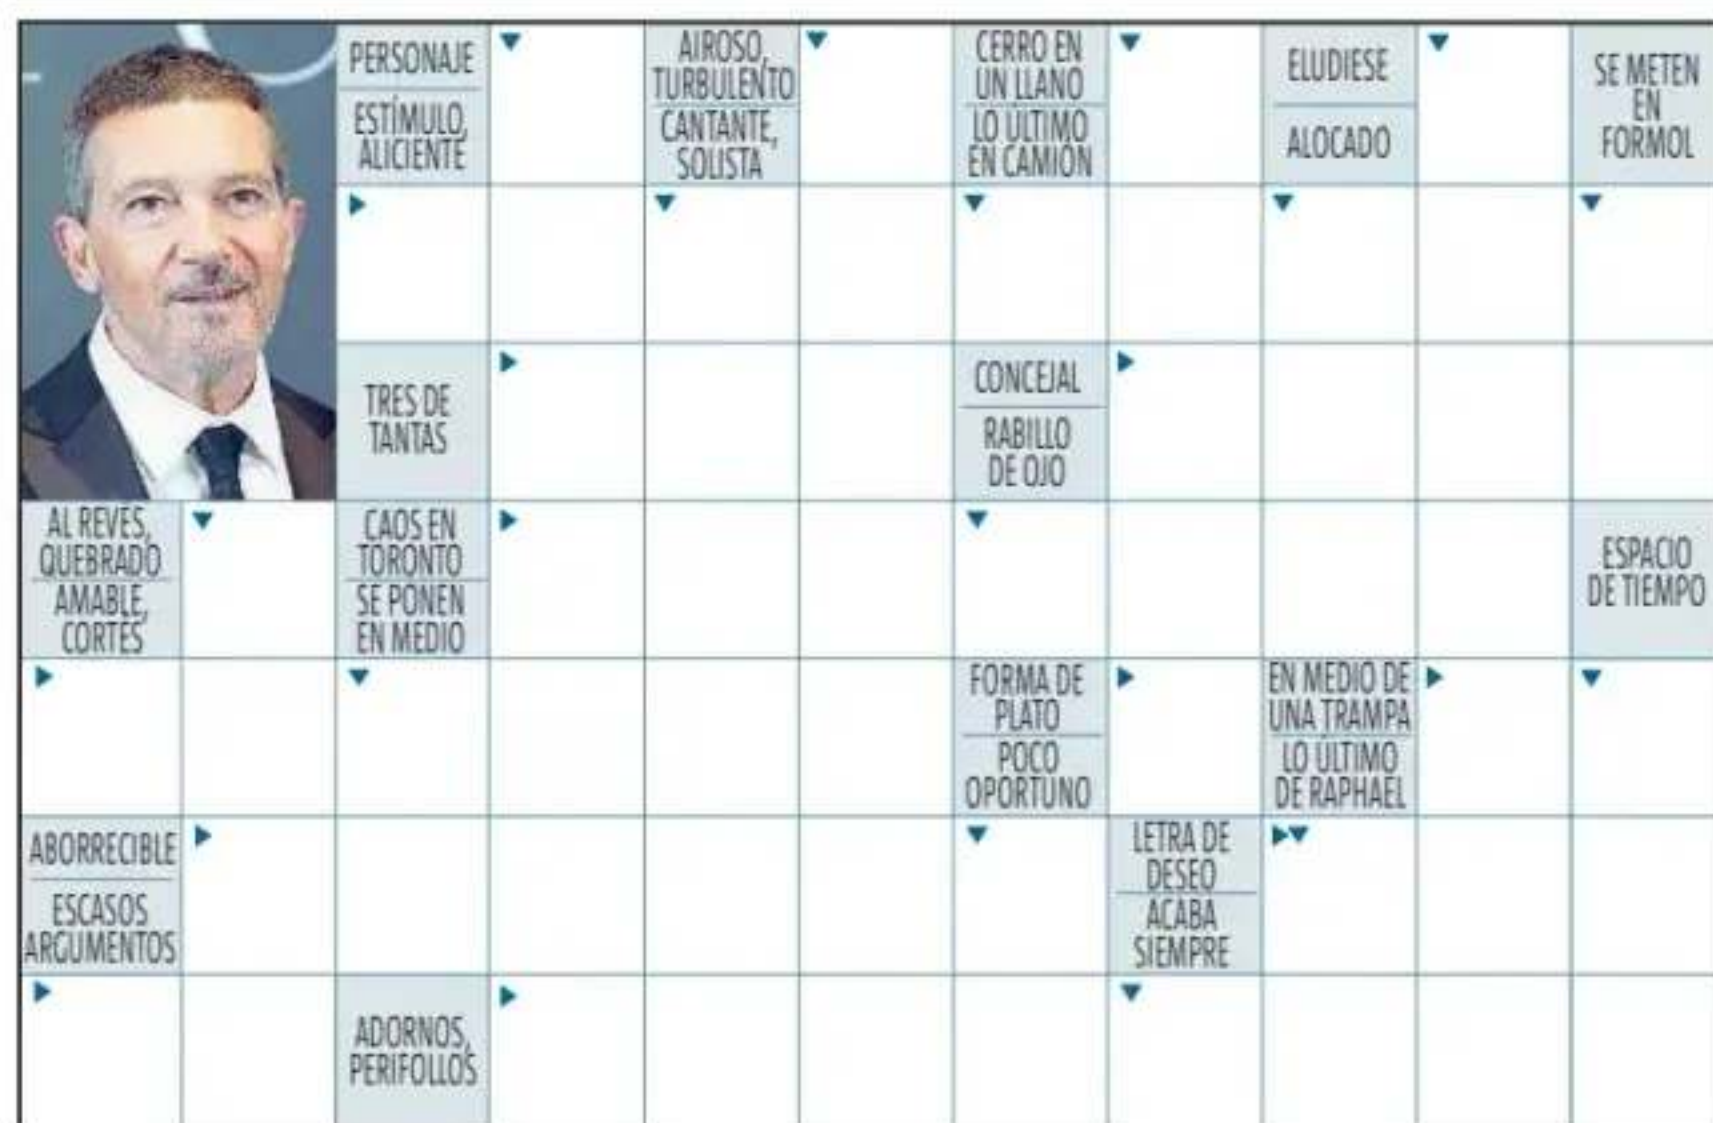 PERSONAJE
ESTÍMULO,
ALICIENTE
AIROSO,
TURBULENTO
CANTANTE,
SOLISTA
CERRO EN
UN LLANO
LO ÚLTIMO
EN CAMIÓN
ELUDIESE
ALOCADO
SE METEN
EN
FORMOL
TRES DE
TANTAS
CONCEJAL
RABILLO
DE OJO
AL REVES,
QUEBRADO
AMABLE,
CORTÉS
CAOS EN
TORONTO
SE PONEN
EN MEDIO
ESPACIO
DE TIEMPO
FORMA DE
PLATO
POCO
OPORTUNO
EN MEDIO DE
UNA TRAMPA
LO ÚLTIMO
DE RAPHAEL
ABORRECIBLE
ESCASOS
ARGUMENTOS
LETRA DE
DESEO
ACABA
SIEMPRE
ADORNOS,
PERIFOLLOS